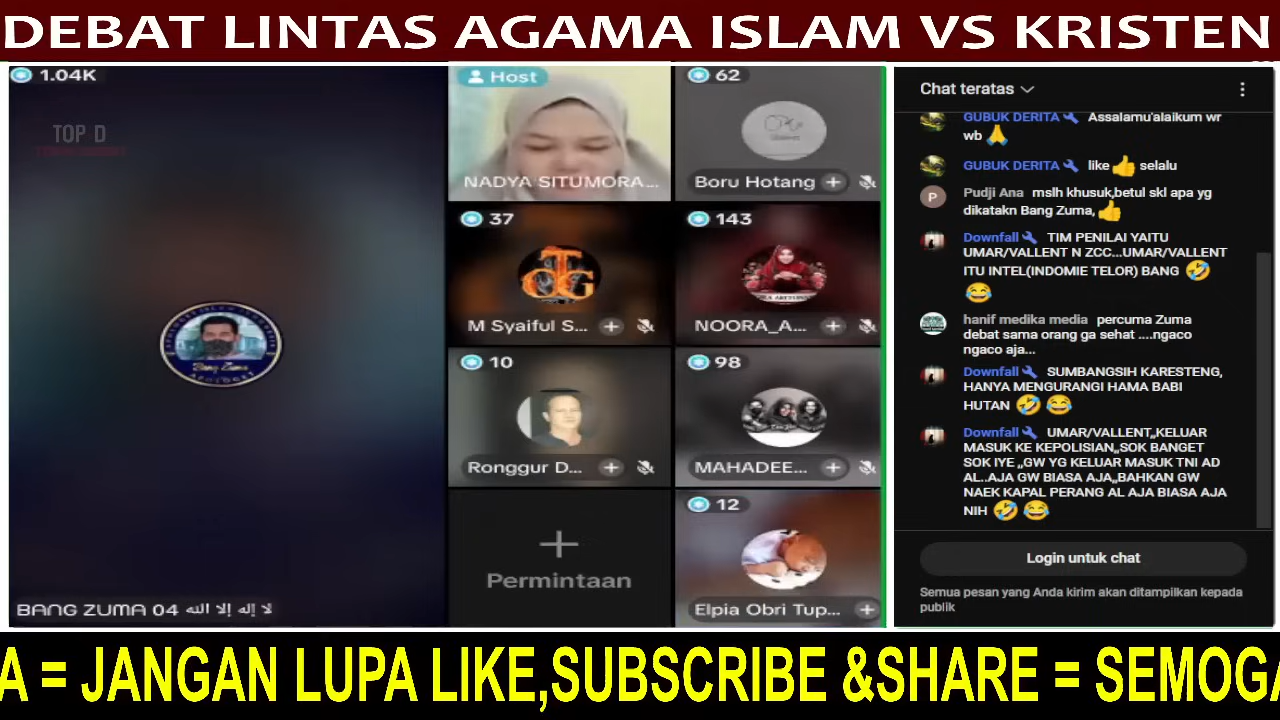 DEBAT LINTAS AGAMA ISLAM VS KRISTEN
1.04K
TOP D
BANG ZUMA 04 لا إله إلا الله
Host
NADYA SITUMORA...
62
Boru Hotang
37
M Syaiful S...
143
NOORA_A...
10
Ronggur D...
98
MAHADEE...
Permintaan
12
Elpia Obri Tup...
Bang Zuma
Chat teratas
GUBUK DERITA Assalamu'alaikum wr
wb 🙏
GUBUK DERITA like 👍 selalu
P
Pudji Ana mslh khusuk,betul skl apa yg
dikatakn Bang Zuma,👍
Downfall TIM PENILAI YAITU
UMAR/VALLENT N ZCC...UMAR/VALLENT
ITU INTEL(INDOMIE TELOR) BANG 🤣
😂
hanif medika media percuma Zuma
debat sama orang ga sehat ....ngaco
ngaco aja...
Downfall SUMBANGSIH KARESTENG,
HANYA MENGURANGI HAMA BABI
HUTAN 🤣 😂
Downfall UMAR/VALLENT,,KELUAR
MASUK KE KEPOLISIAN,,SOK BANGET
SOK IYE ,,GW YG KELUAR MASUK TNI AD
AL..AJA GW BIASA AJA,,BAHKAN GW
NAEK KAPAL PERANG AL AJA BIASA AJA
NIH 🤣 😂
Login untuk chat
Semua pesan yang Anda kirim akan ditampilkan kepada
publik
A = JANGAN LUPA LIKE,SUBSCRIBE &SHARE = SEMOGA